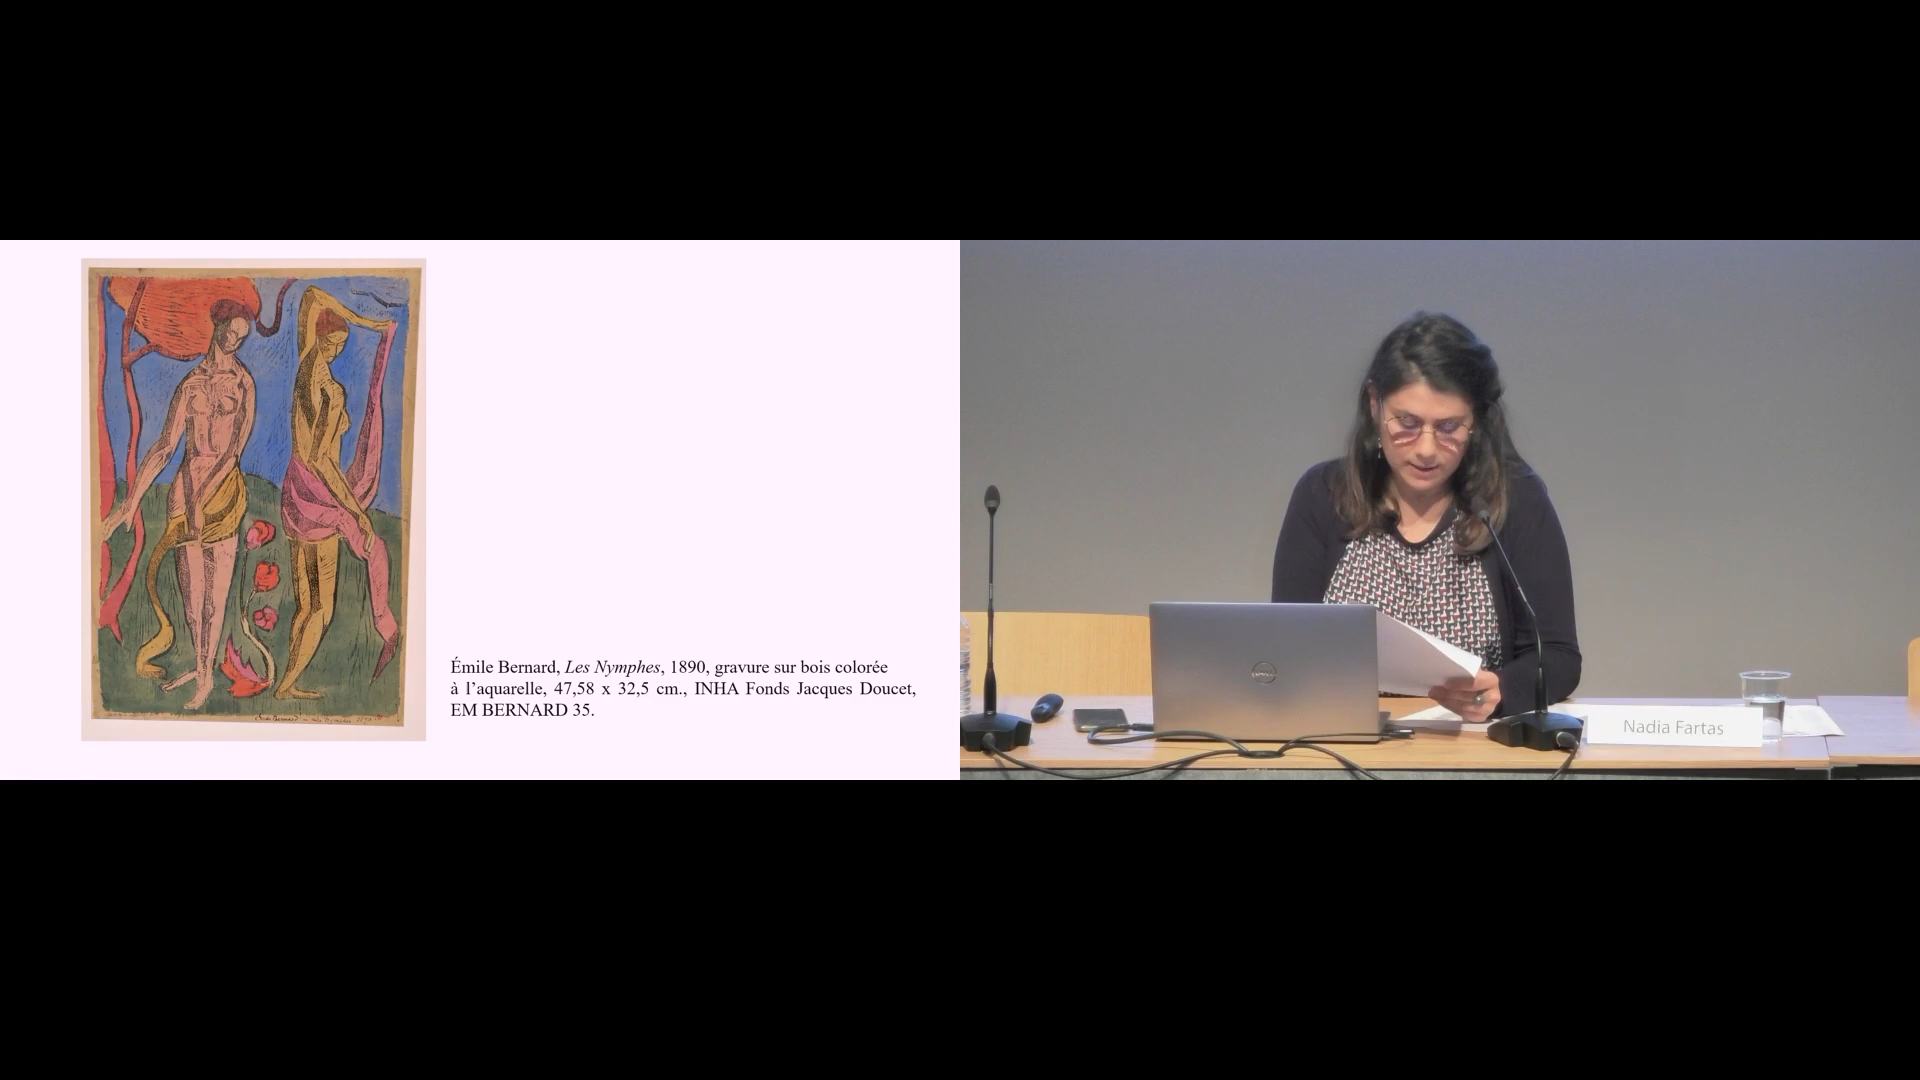 Émile Bernard, Les Nymphes, 1890, gravure sur bois colorée
à l’aquarelle, 47,58 x 32,5 cm., INHA Fonds Jacques Doucet,
EM BERNARD 35.
DELL
Nadia Fartas